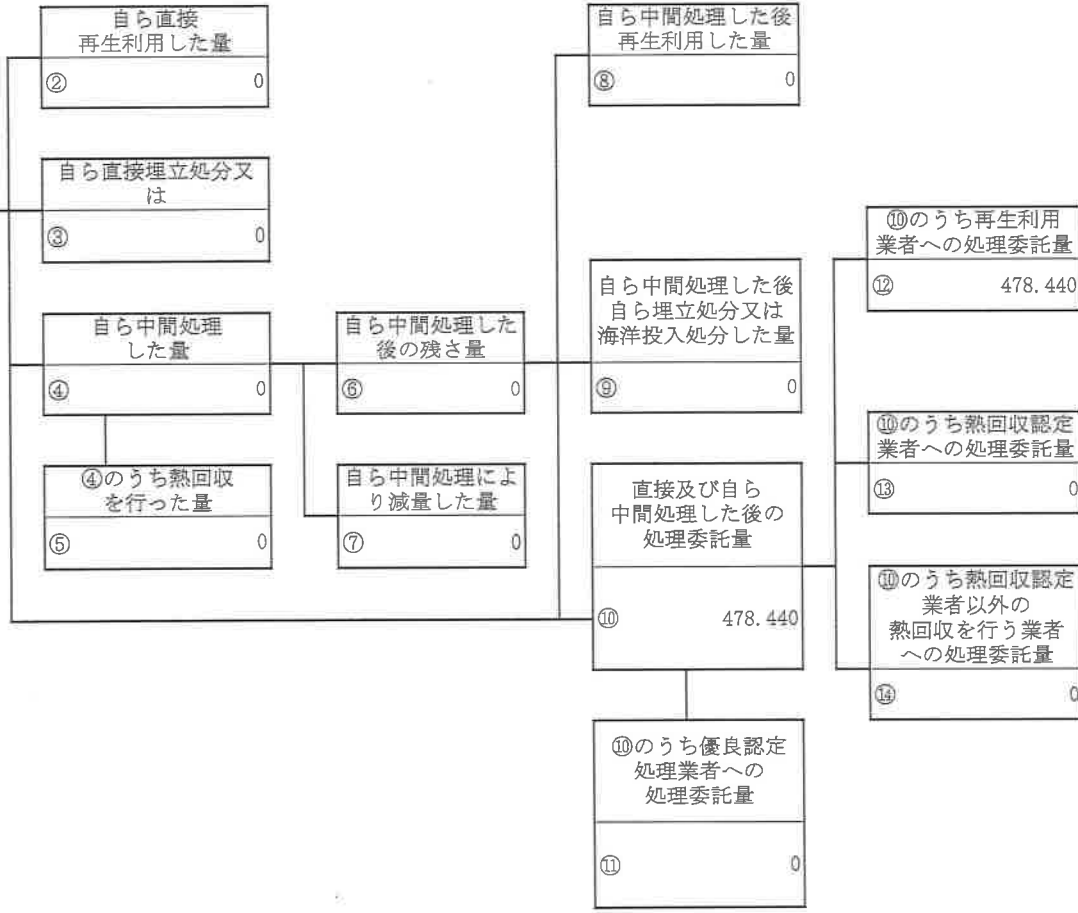 自ら直接
再生利用した量
② 0
自ら直接埋立処分又
は
③ 0
自ら中間処理
した量
④ 0
④のうち熱回収
を行った量
⑤ 0
自ら中間処理した
後の残さ量
⑥ 0
自ら中間処理によ
り減量した量
⑦ 0
自ら中間処理した後
再生利用した量
⑧ 0
自ら中間処理した後
自ら埋立処分又は
海洋投入処分した量
⑨ 0
直接及び自ら
中間処理した後の
処理委託量
⑩ 478.440
⑩のうち優良認定
処理業者への
処理委託量
⑪ 0
⑩のうち再生利用
業者への処理委託量
⑫ 478.440
⑩のうち熱回収認定
業者への処理委託量
⑬ 0
⑩のうち熱回収認定
業者以外の
熱回収を行う業者
への処理委託量
⑭ 0